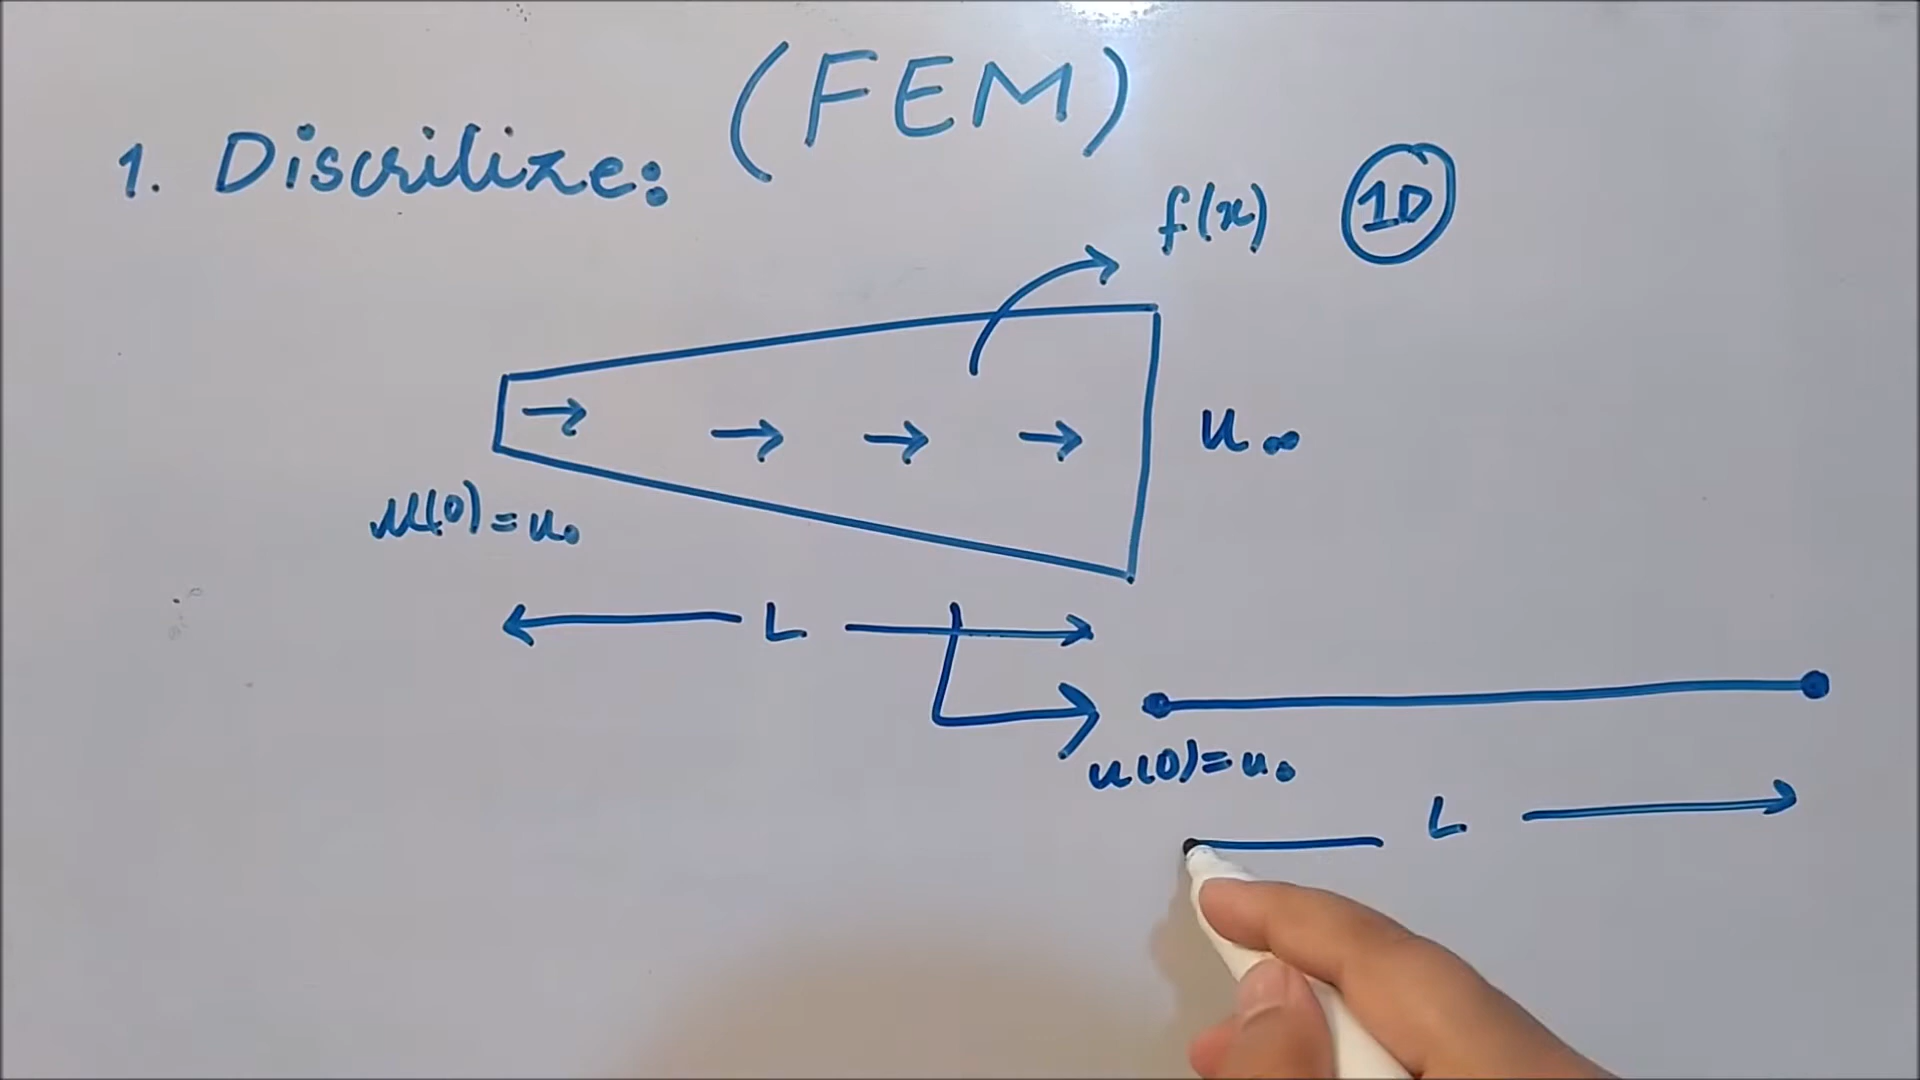 (FEM)
1. Discrilize:
f(x) 1D
u∞
u(0)=u₀
L
u(0)=u₀
L